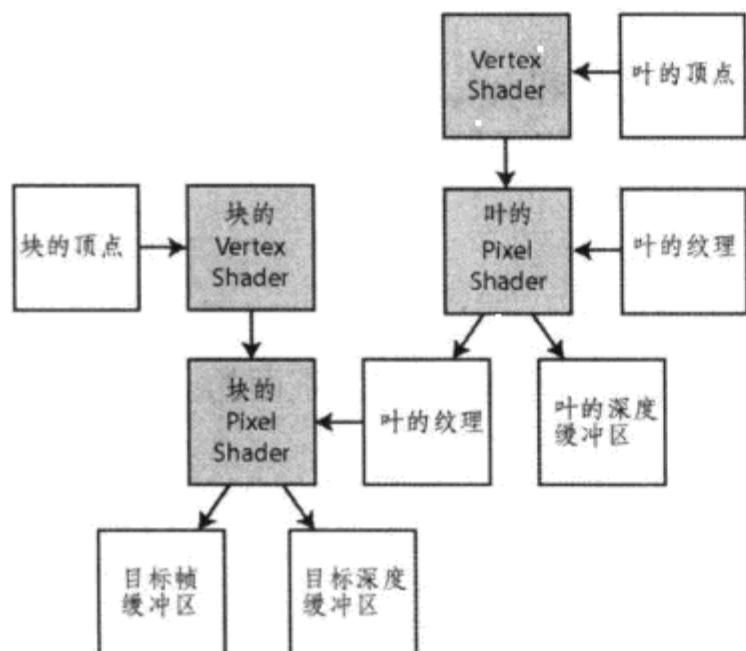 Vertex
Shader
叶的顶点
块的顶点
块的
Vertex
Shader
叶的
Pixel
Shader
叶的纹理
块的
Pixel
Shader
叶的纹理
叶的深度
缓冲区
目标帧
缓冲区
目标深度
缓冲区